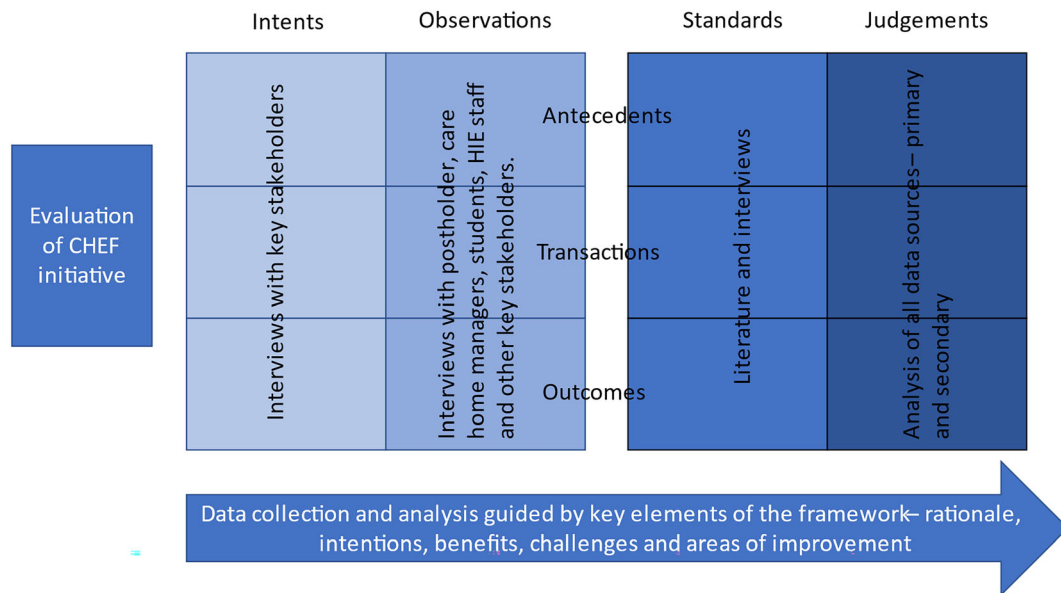 Intents
Observations
Standards
Judgements
Evaluation
of CHEF
initiative
Interviews with key stakeholders
Interviews with postholder, care
home managers, students, HIE staff
and other key stakeholders.
Antecedents
Transactions
Outcomes
Literature and interviews
Analysis of all data sources– primary
and secondary
Data collection and analysis guided by key elements of the framework– rationale,
intentions, benefits, challenges and areas of improvement